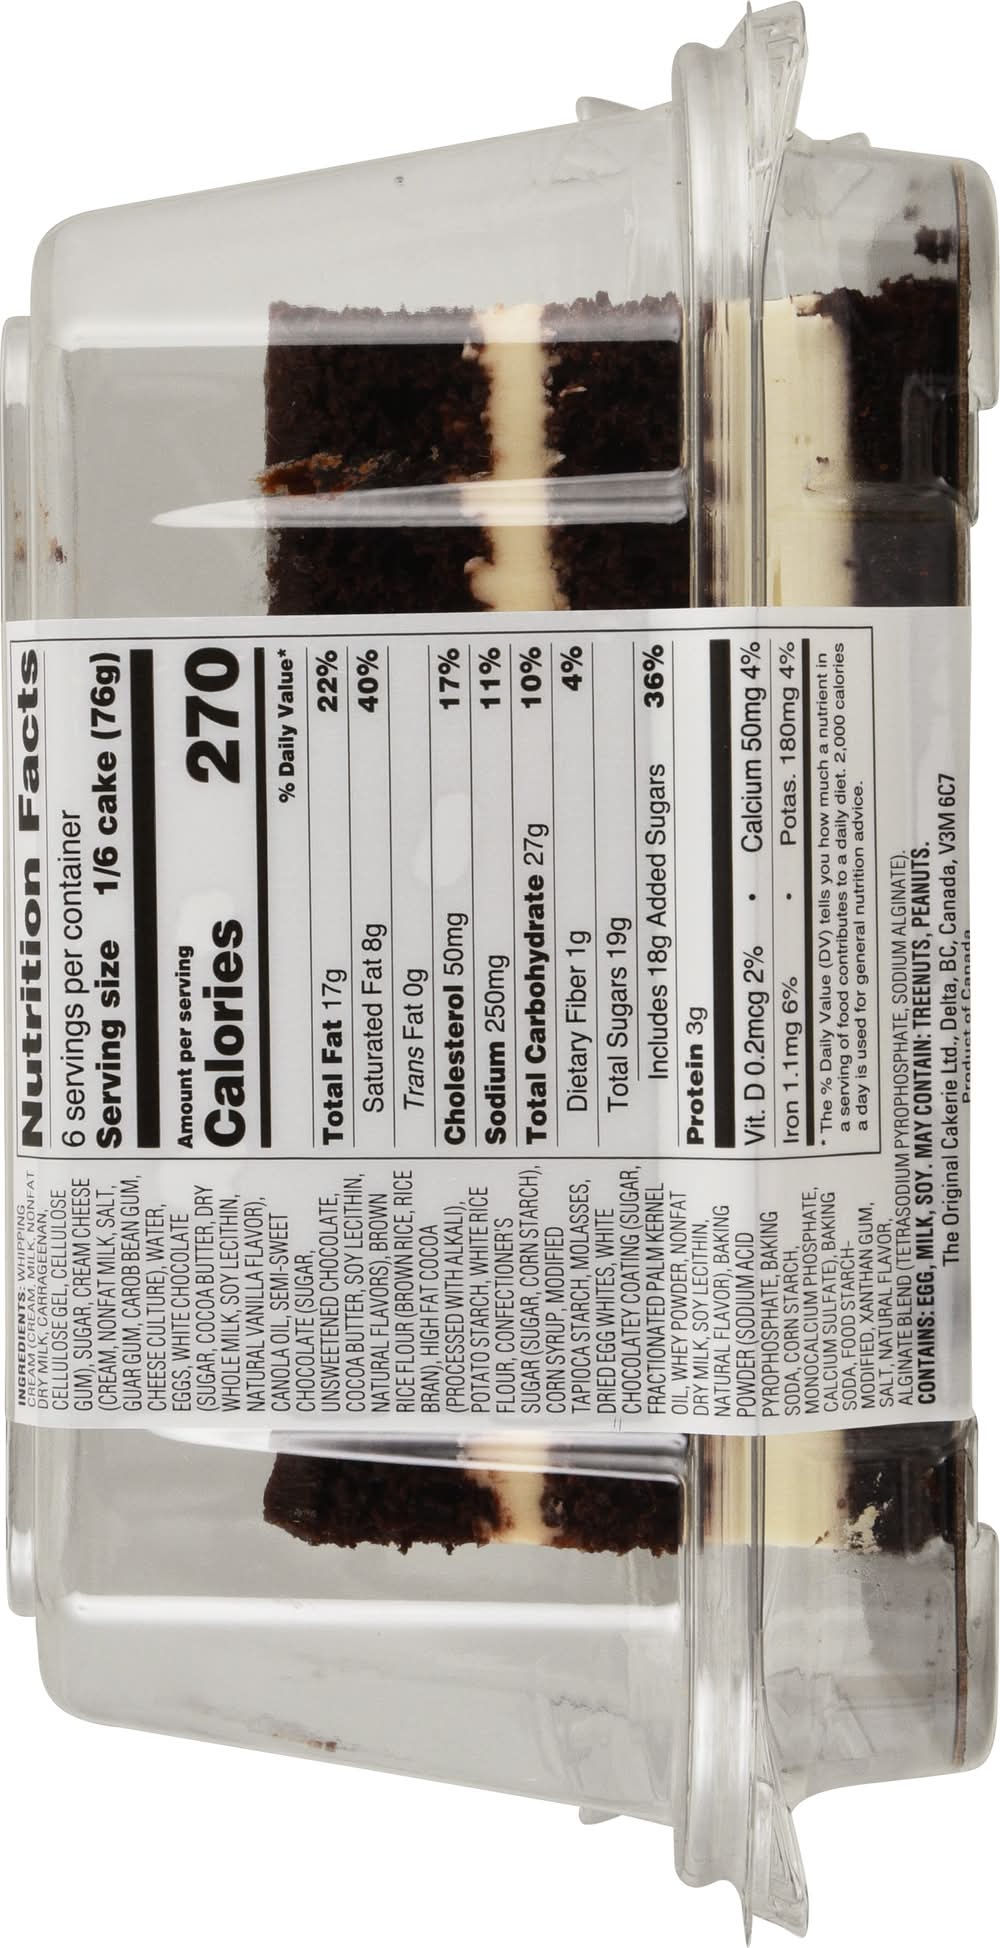 Nutrition Facts
6 servings per container
Serving size 1/6 cake (76g)
Amount per serving
Calories 270
% Daily Value*
Total Fat 17g 22%
Saturated Fat 8g 40%
Trans Fat 0g
Cholesterol 50mg 17%
Sodium 250mg 11%
Total Carbohydrate 27g 10%
Dietary Fiber 1g 4%
Total Sugars 19g
Includes 18g Added Sugars 36%
Protein 3g
Vit. D 0.2mcg 2% • Calcium 50mg 4%
Iron 1.1mg 6% • Potas. 180mg 4%
* The % Daily Value (DV) tells you how much a nutrient in
a serving of food contributes to a daily diet. 2,000 calories
a day is used for general nutrition advice.
INGREDIENTS: WHIPPING
CREAM (CREAM, MILK, NONFAT
DRY MILK, CARRAGEENAN,
CELLULOSE GEL, CELLULOSE
GUM), SUGAR, CREAM CHEESE
(CREAM, NONFAT MILK, SALT,
GUAR GUM, CAROB BEAN GUM,
CHEESE CULTURE), WATER,
EGGS, WHITE CHOCOLATE
(SUGAR, COCOA BUTTER, DRY
WHOLE MILK, SOY LECITHIN,
NATURAL VANILLA FLAVOR),
CANOLA OIL, SEMI-SWEET
CHOCOLATE (SUGAR,
UNSWEETENED CHOCOLATE,
COCOA BUTTER, SOY LECITHIN,
NATURAL FLAVORS), BROWN
RICE FLOUR (BROWN RICE, RICE
BRAN), HIGH FAT COCOA
(PROCESSED WITH ALKALI),
POTATO STARCH, WHITE RICE
FLOUR, CONFECTIONER'S
SUGAR (SUGAR, CORN STARCH),
CORN SYRUP, MODIFIED
TAPIOCA STARCH, MOLASSES,
DRIED EGG WHITES, WHITE
CHOCOLATEY COATING (SUGAR,
FRACTIONATED PALM KERNEL
OIL, WHEY POWDER, NONFAT
DRY MILK, SOY LECITHIN,
NATURAL FLAVOR), BAKING
POWDER (SODIUM ACID
PYROPHOSPHATE, BAKING
SODA, CORN STARCH,
MONOCALCIUM PHOSPHATE,
CALCIUM SULFATE), BAKING
SODA, FOOD STARCH-
MODIFIED, XANTHAN GUM,
SALT, NATURAL FLAVOR,
ALGINATE BLEND (TETRASODIUM PYROPHOSPHATE, SODIUM ALGINATE).
CONTAINS: EGG, MILK, SOY. MAY CONTAIN: TREENUTS, PEANUTS.
The Original Cakerie Ltd., Delta, BC, Canada, V3M 6C7
Product of Canada